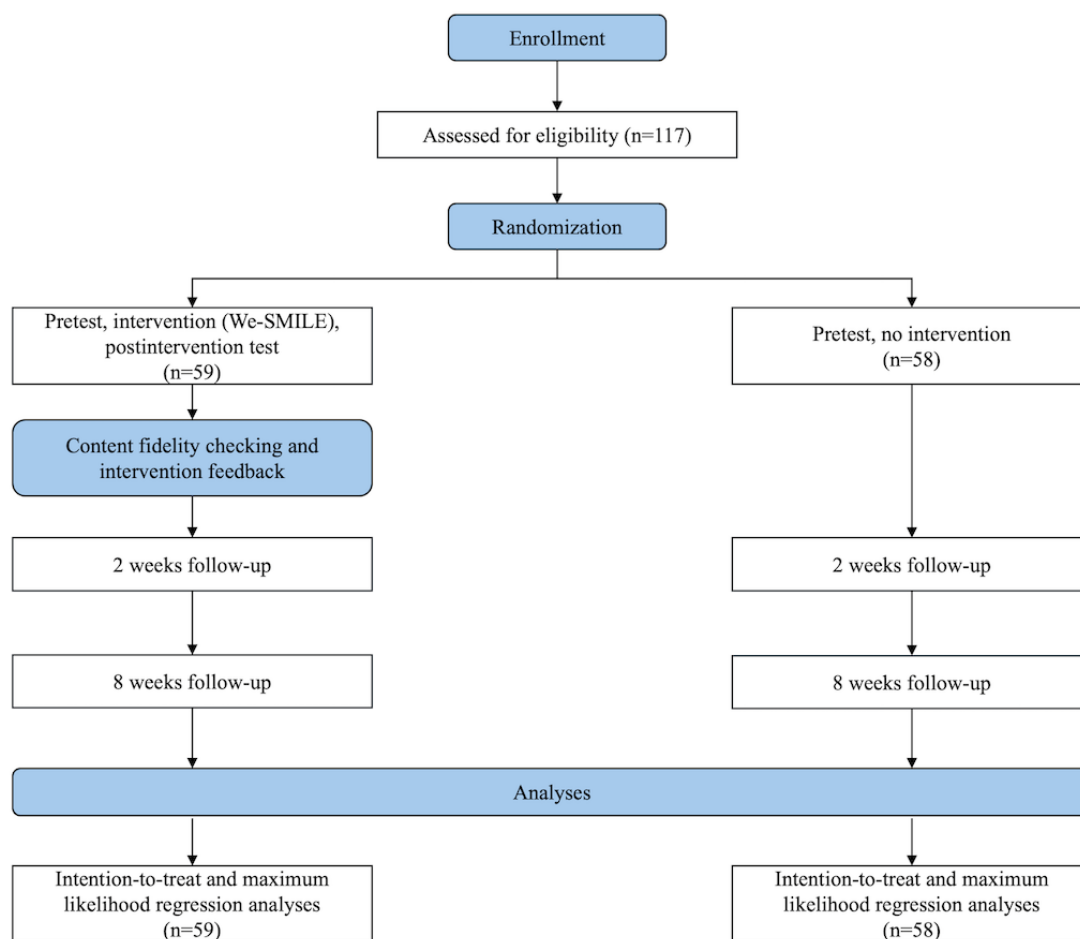 Enrollment
Assessed for eligibility (n=117)
Randomization
Pretest, intervention (We-SMILE),
postintervention test
(n=59)
Pretest, no intervention
(n=58)
Content fidelity checking and
intervention feedback
2 weeks follow-up
2 weeks follow-up
8 weeks follow-up
8 weeks follow-up
Analyses
Intention-to-treat and maximum
likelihood regression analyses
(n=59)
Intention-to-treat and maximum
likelihood regression analyses
(n=58)